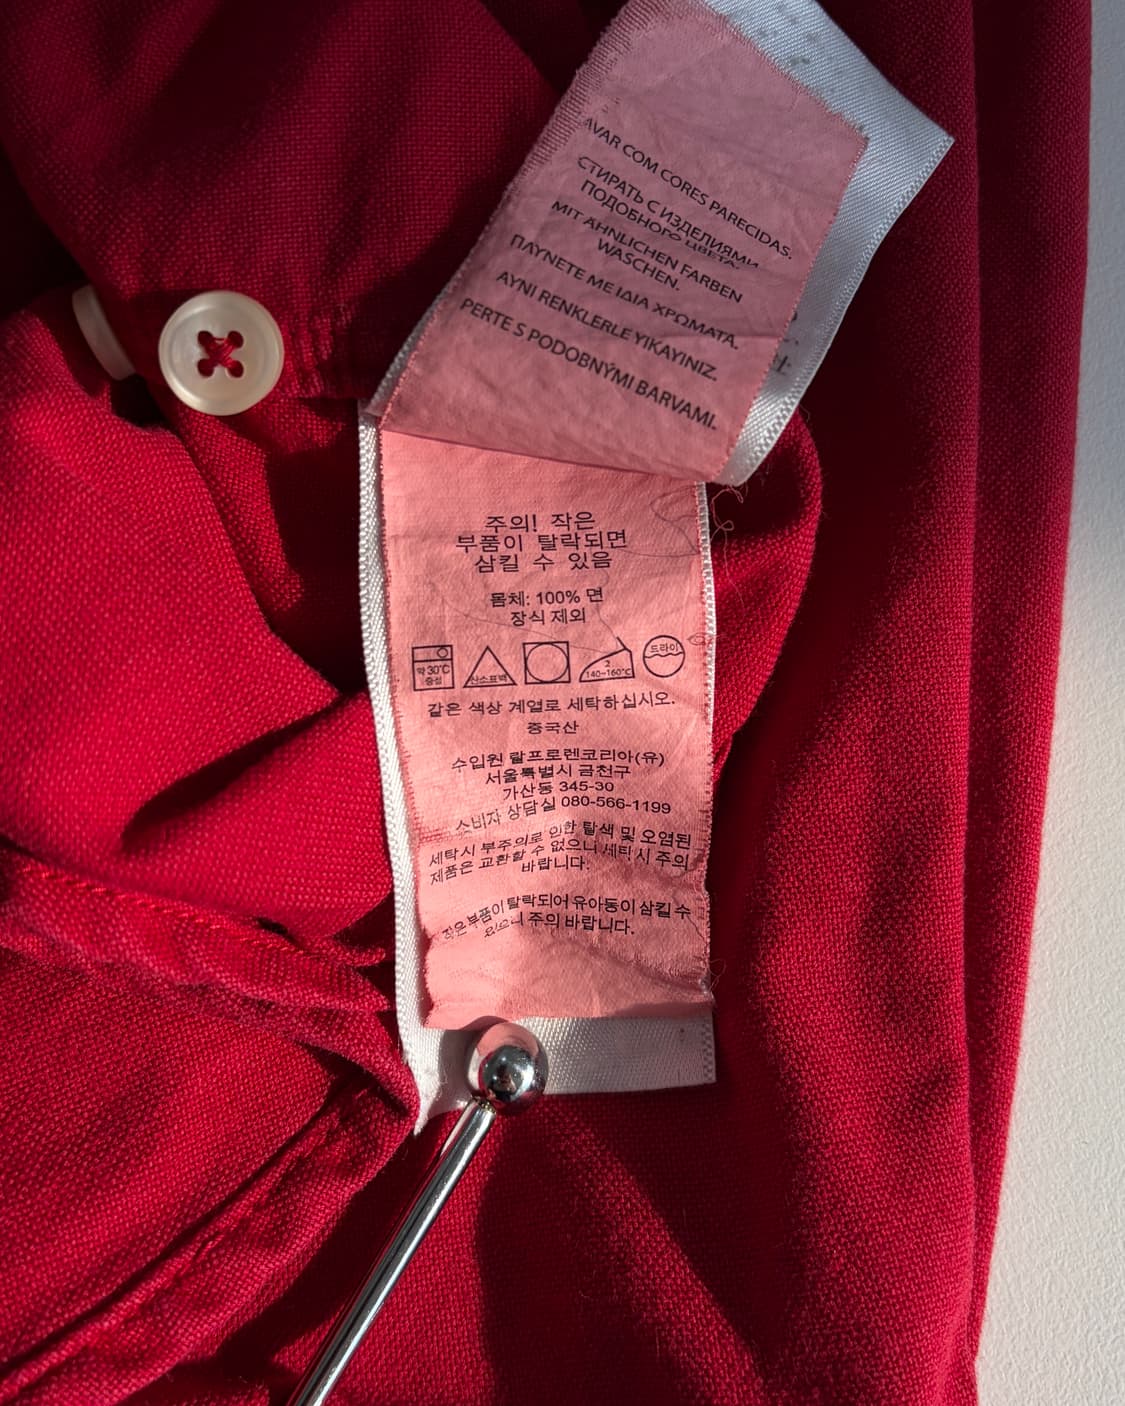 AVAR COM CORES PARECIDAS.
СТИРАТЬ С ИЗДЕЛИЯМИ
ПОДОБНОГО ЦВЕТА.
MIT ÄHNLICHEN FARBEN
WASCHEN.
ΠΛΥΝΕΤΕ ΜΕ ΙΔΙΑ ΧΡΩΜΑΤΑ.
AYNI RENKLERLE YIKAYINIZ.
PERTE S PODOBNÝMI BARVAMI.
주의! 작은
부품이 탈락되면
삼킬 수 있음
몸체: 100% 면
장식 제외
약 30°C
중성
산소표백
2
140~160°C
드라이
같은 색상 계열로 세탁하십시오.
중국산
수입원 랄프로렌코리아(유)
서울특별시 금천구
가산동 345-30
소비자 상담실 080-566-1199
세탁시 부주의로 인한 탈색 및 오염된
제품은 교환할 수 없으니 세탁시 주의
바랍니다.
작은부품이 탈락되어 유아동이 삼킬 수
있으니 주의 바랍니다.